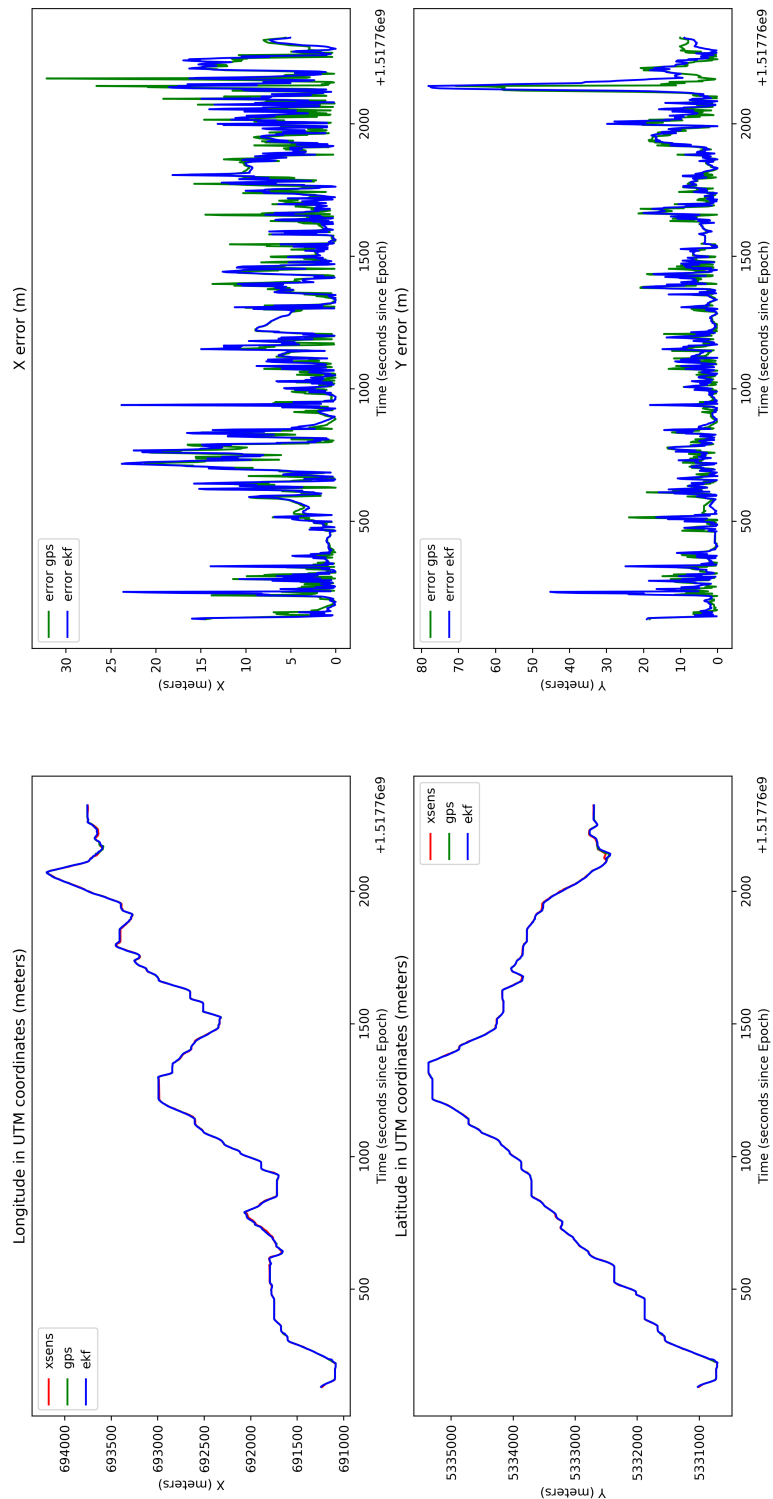 Longitude in UTM coordinates (meters)
X (meters)
694000
693500
693000
692500
692000
691500
691000
xsens
gps
ekf
500
1000
1500
2000
Time (seconds since Epoch)
+1.51776e9
X error (m)
X (meters)
30
25
20
15
10
5
0
error gps
error ekf
500
1000
1500
2000
Time (seconds since Epoch)
+1.51776e9
Latitude in UTM coordinates (meters)
Y (meters)
5335000
5334000
5333000
5332000
5331000
xsens
gps
ekf
500
1000
1500
2000
Time (seconds since Epoch)
+1.51776e9
Y error (m)
Y (meters)
80
70
60
50
40
30
20
10
0
error gps
error ekf
500
1000
1500
2000
Time (seconds since Epoch)
+1.51776e9